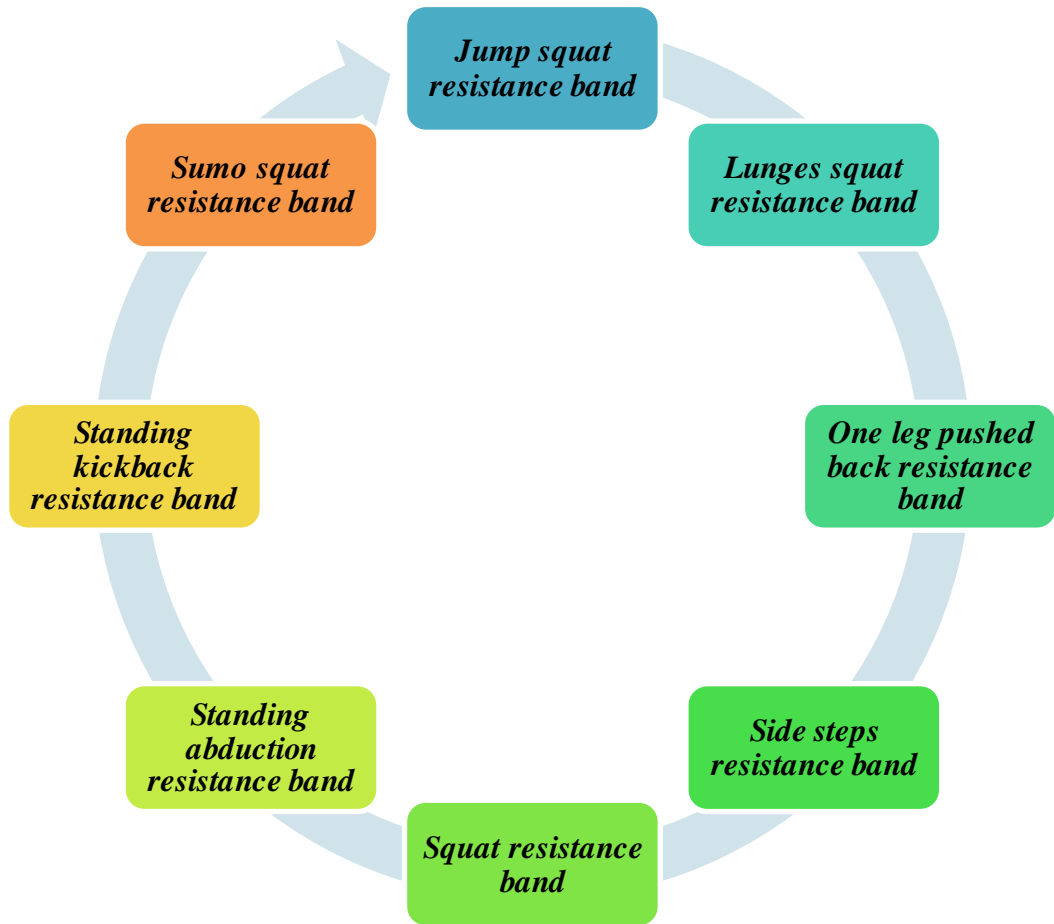 Jump squat
resistance band
Lunges squat
resistance band
One leg pushed
back resistance
band
Side steps
resistance band
Squat resistance
band
Standing
abduction
resistance band
Standing
kickback
resistance band
Sumo squat
resistance band